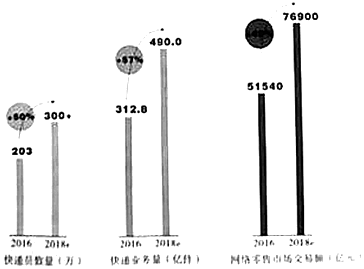 +50%
203
300+
2016 2018e
快递员数量（万）
+57%
312.8
490.0
2016 2018e
快递业务量（亿件）
51540
76900
2016 2018e
网络零售市场交易额（亿元）